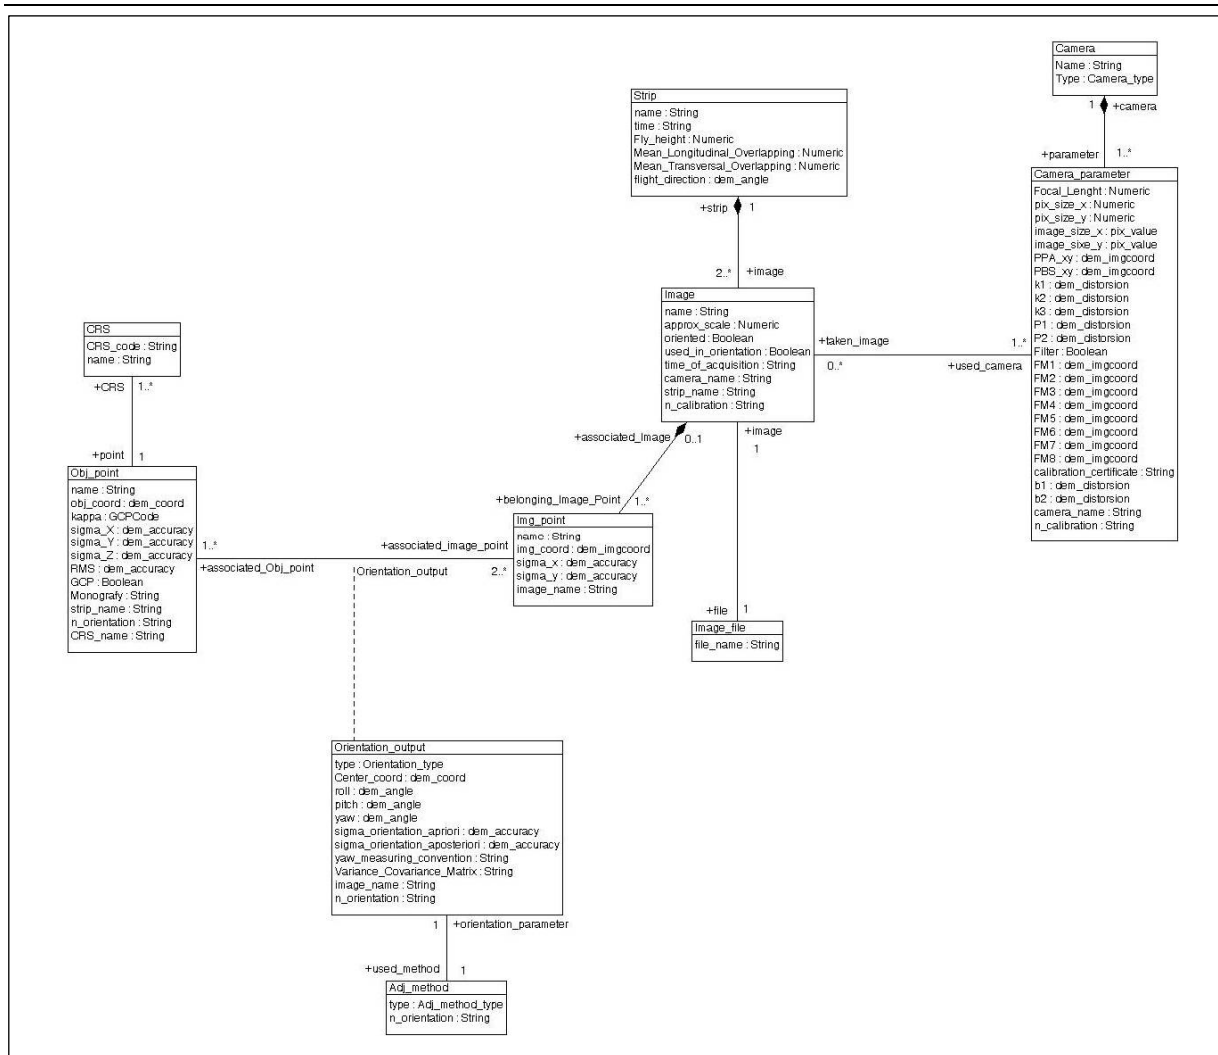 Camera
Name : String
Type : Camera_type
1 +camera
+parameter 1..*
Camera_parameter
Focal_Lenght : Numeric
pix_size_x : Numeric
pix_size_y : Numeric
image_size_x : pix_value
image_sixe_y : pix_value
PPA_xy : dem_imgcoord
PBS_xy : dem_imgcoord
k1 : dem_distorsion
k2 : dem_distorsion
k3 : dem_distorsion
P1 : dem_distorsion
P2 : dem_distorsion
Filter : Boolean
FM1 : dem_imgcoord
FM2 : dem_imgcoord
FM3 : dem_imgcoord
FM4 : dem_imgcoord
FM5 : dem_imgcoord
FM6 : dem_imgcoord
FM7 : dem_imgcoord
FM8 : dem_imgcoord
calibration_certificate : String
b1 : dem_distorsion
b2 : dem_distorsion
camera_name : String
n_calibration : String
Strip
name : String
time : String
Fly_height : Numeric
Mean_Longitudinal_Overlapping : Numeric
Mean_Transversal_Overlapping : Numeric
flight_direction : dem_angle
+strip 1
2..* +image
Image
name : String
approx_scale : Numeric
oriented : Boolean
used_in_orientation : Boolean
time_of_acquisition : String
camera_name : String
strip_name : String
n_calibration : String
+taken_image 1..*
0..* +used_camera
+associated_Image 0..1
+image
1
+belonging_Image_Point 1..*
CRS
CRS_code : String
name : String
+CRS 1..*
+point 1
Obj_point
name : String
obj_coord : dem_coord
kappa : GCPCode
sigma_X : dem_accuracy
sigma_Y : dem_accuracy
sigma_Z : dem_accuracy
RMS : dem_accuracy
GCP : Boolean
Monografy : String
strip_name : String
n_orientation : String
CRS_name : String
1..* +associated_image_point
+associated_Obj_point Orientation_output 2..*
Img_point
name : String
img_coord : dem_imgcoord
sigma_x : dem_accuracy
sigma_y : dem_accuracy
image_name : String
+file 1
Image_file
file_name : String
Orientation_output
type : Orientation_type
Center_coord : dem_coord
roll : dem_angle
pitch : dem_angle
yaw : dem_angle
sigma_orientation_apriori : dem_accuracy
sigma_orientation_aposteriori : dem_accuracy
yaw_measuring_convention : String
Variance_Covariance_Matrix : String
image_name : String
n_orientation : String
1 +orientation_parameter
+used_method 1
Adj_method
type : Adj_method_type
n_orientation : String